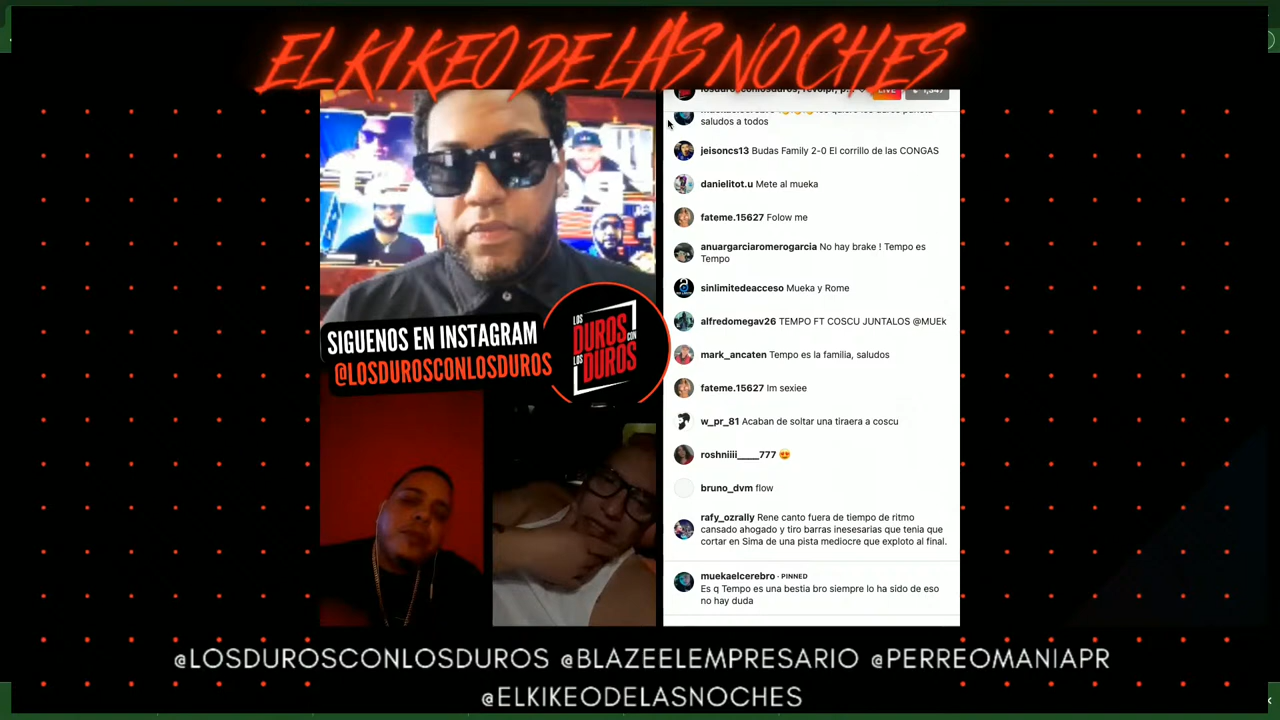 EL KIKEO DE LAS NOCHES
LIVE
saludos a todos
jeisoncs13 Budas Family 2-0 El corrillo de las CONGAS
danielitot.u Mete al mueka
fateme.15627 Folow me
anuargarciaromerogarcia No hay brake ! Tempo es
Tempo
sinlimitedeacceso Mueka y Rome
alfredomegav26 TEMPO FT COSCU JUNTALOS @MUEk
mark_ancaten Tempo es la familia, saludos
fateme.15627 Im sexiee
w_pr_81 Acaban de soltar una tiraera a coscu
roshniiii____777 😍
bruno_dvm flow
rafy_ozrally Rene canto fuera de tiempo de ritmo
cansado ahogado y tiro barras inesesarias que tenia que
cortar en Sima de una pista mediocre que exploto al final.
muekaelcerebro · PINNED
Es q Tempo es una bestia bro siempre lo ha sido de eso
no hay duda
SIGUENOS EN INSTAGRAM
@LOSDUROSCONLOSDUROS
LOS
DUROS
CON
LOS
DUROS
@LOSDUROSCONLOSDUROS @BLAZEELEMPRESARIO @PERREOMANIAPR
@ELKIKEODELASNOCHES